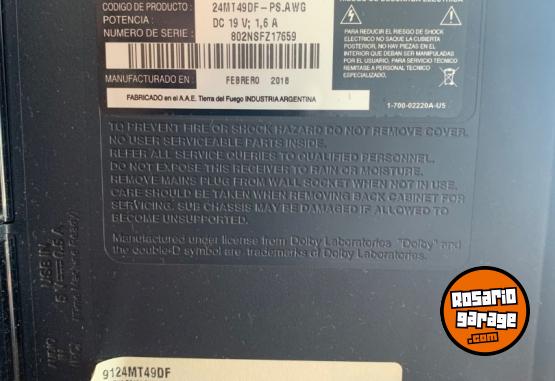 CODIGO DE PRODUCTO : 24MT49DF-PS.AWG
POTENCIA : DC 19 V; 1,6 A
NUMERO DE SERIE : 802NSFZ17659
MANUFACTURADO EN : FEBRERO 2018
FABRICADO en el A.A.E. Tierra del Fuego INDUSTRIA ARGENTINA
PARA REDUCIR EL RIESGO DE SHOCK
ELECTRICO NO SAQUE LA CUBIERTA
POSTERIOR, NO HAY PIEZAS EN EL
INTERIOR QUE DEBAN SER MANIPULADAS
POR EL USUARIO, PARA SERVICIO TECNICO
REMITASE A PERSONAL TECNICO
ESPECIALIZADO.
1-700-02220A-U5
TO PREVENT FIRE OR SHOCK HAZARD DO NOT REMOVE COVER.
NO USER SERVICEABLE PARTS INSIDE.
REFER ALL SERVICE QUERIES TO QUALIFIED PERSONNEL.
DO NOT EXPOSE THIS RECEIVER TO RAIN OR MOISTURE.
REMOVE MAINS PLUG FROM WALL SOCKET WHEN NOT IN USE.
CARE SHOULD BE TAKEN WHEN REMOVING BACK CABINET FOR
SERVICING. SUB CHASSIS MAY BE DAMAGED IF ALLOWED TO
BECOME UNSUPPORTED.
Manufactured under license from Dolby Laboratories "Dolby" and
the double-D symbol are trademarks of Dolby Laboratories.
USB IN
5 V 0.5 A
9124MT49DF
Rosario
garage
.com